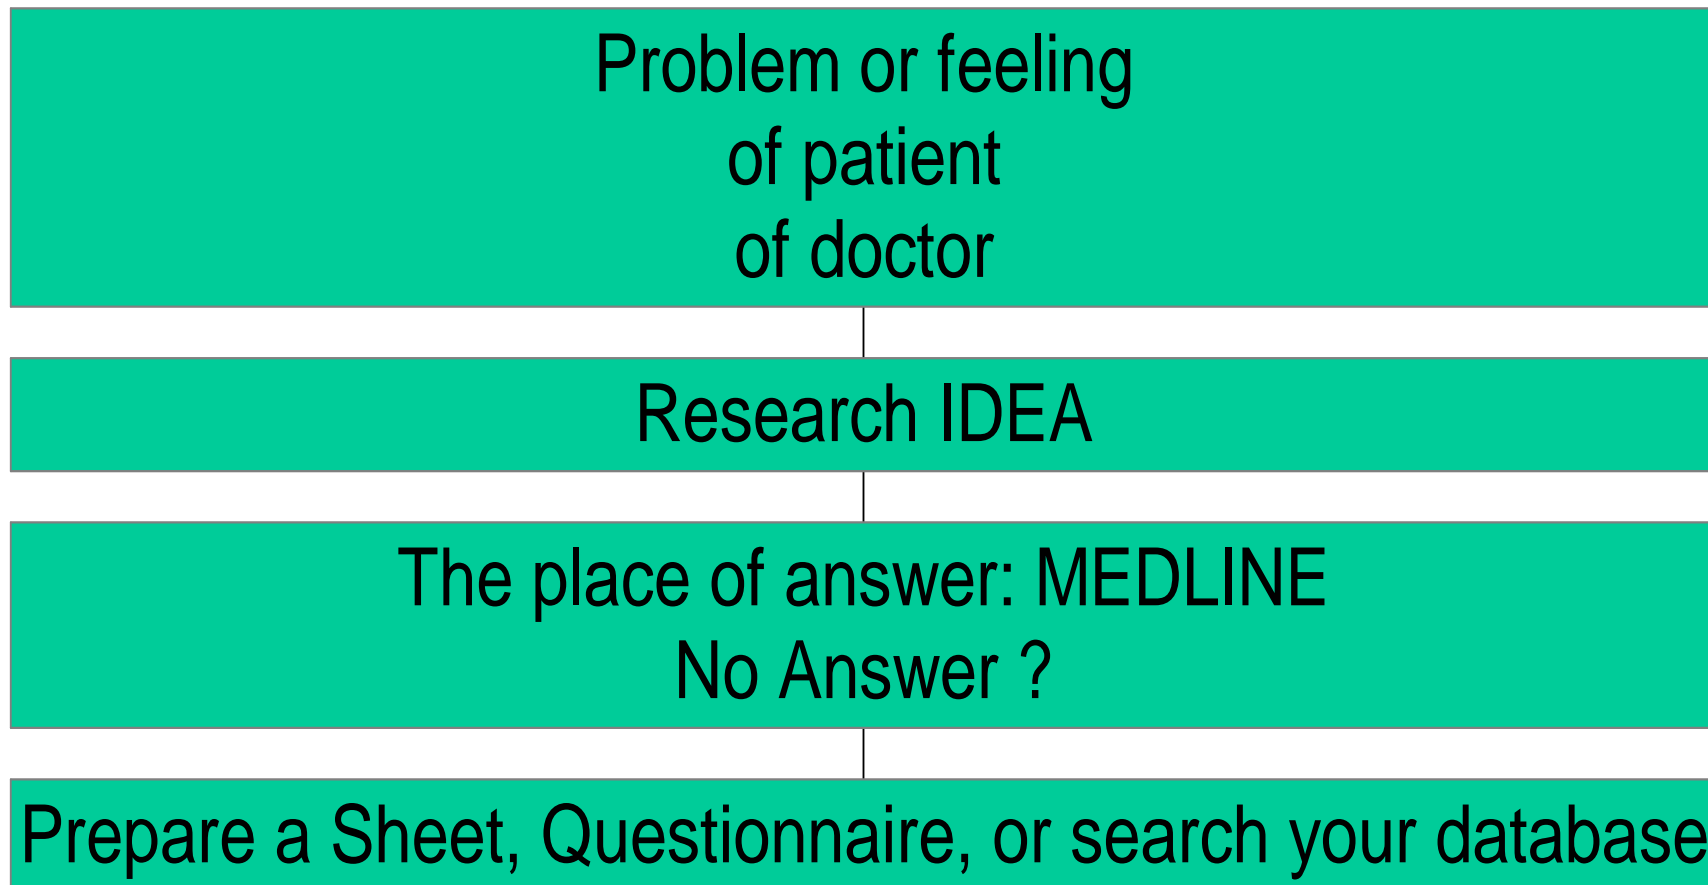 Problem or feeling
of patient
of doctor
Research IDEA
The place of answer: MEDLINE
No Answer ?
Prepare a Sheet, Questionnaire, or search your database